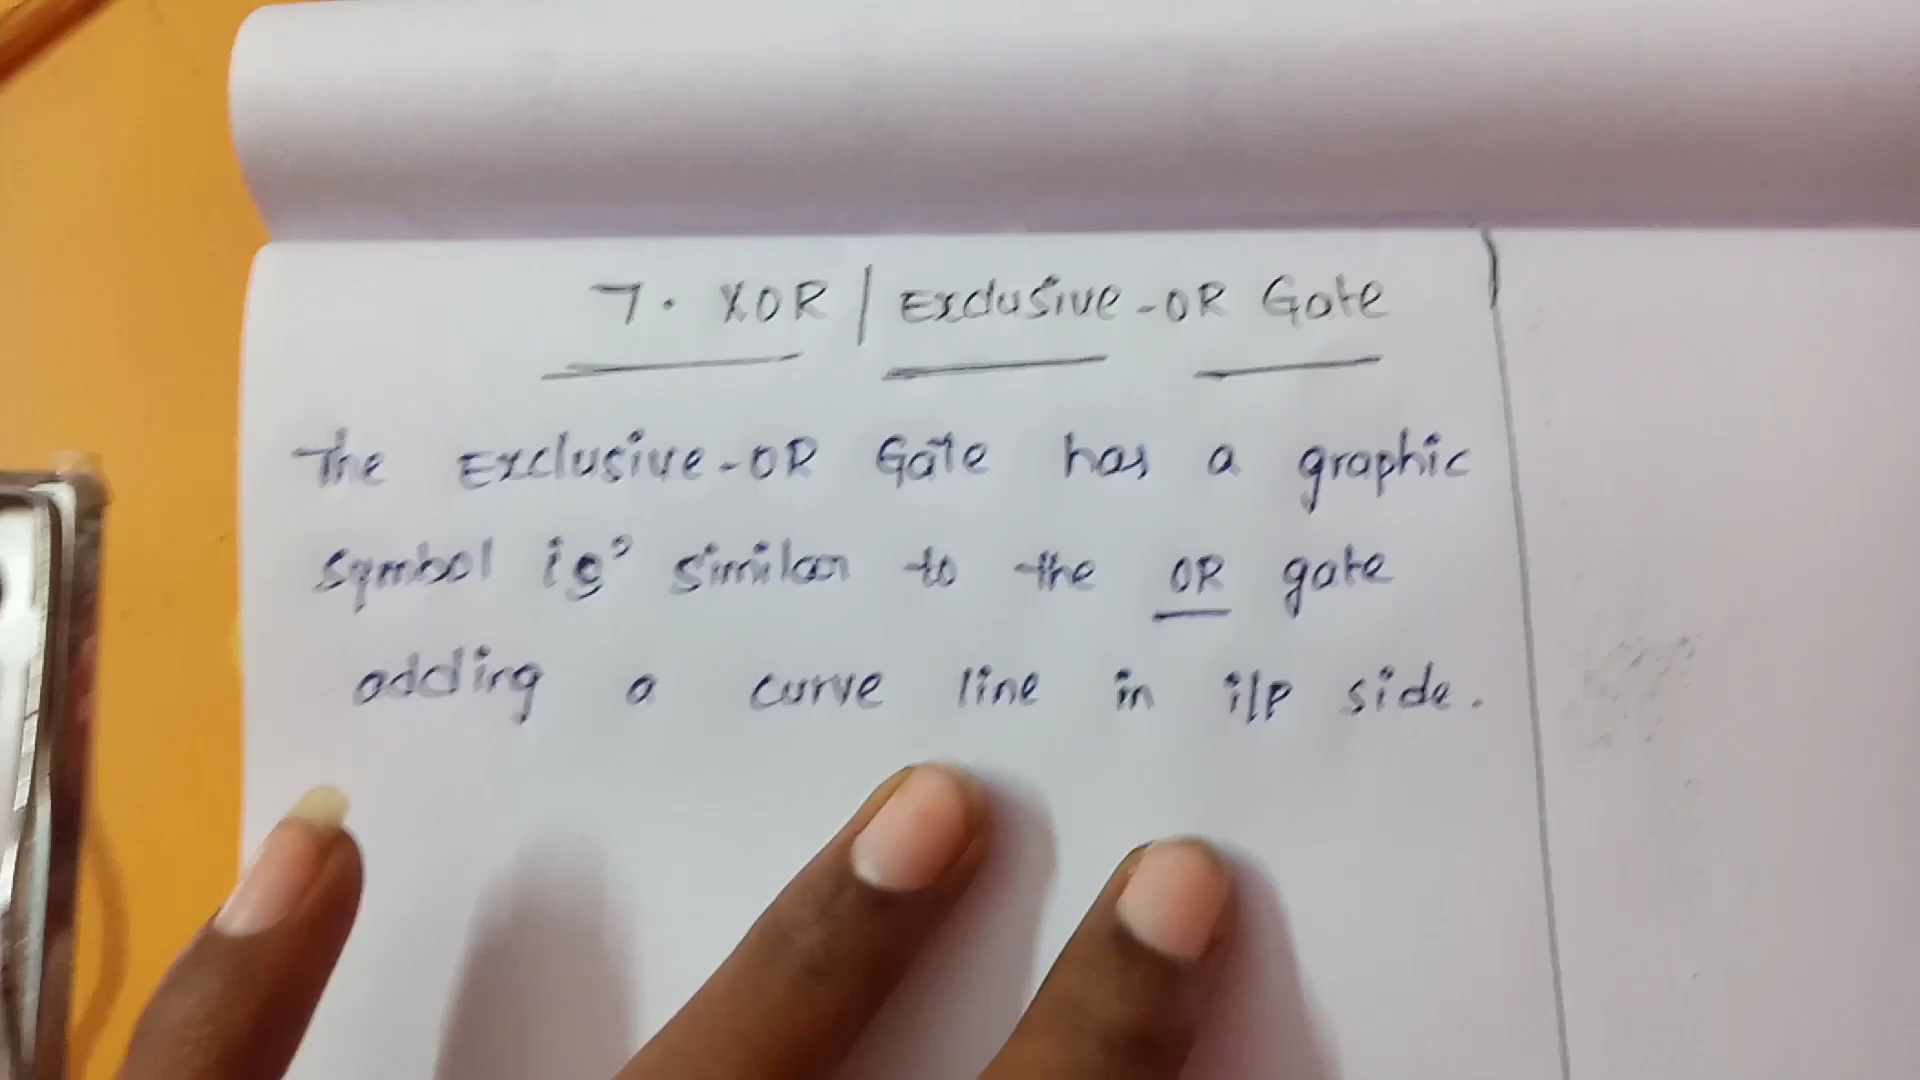 7. XOR | Exclusive-OR Gate
The Exclusive-OR Gate has a graphic
symbol is similar to the OR gate
adding a curve line in i/p side.